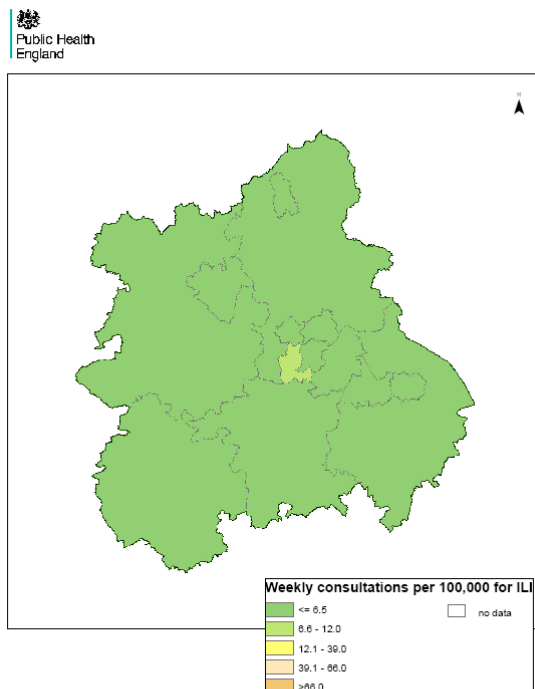 Public Health
England
N
Weekly consultations per 100,000 for ILI
<= 6.5
no data
6.6 - 12.0
12.1 - 39.0
39.1 - 66.0
>66.0